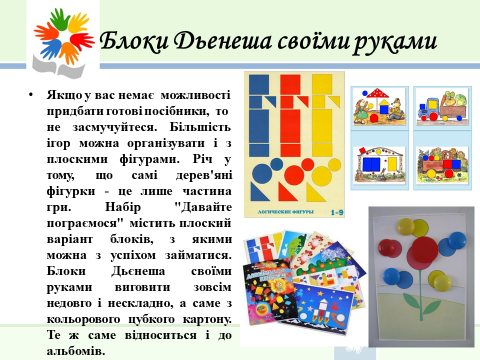 Блоки Дьенеша своїми руками
• Якщо у вас немає можливості
придбати готові посібники, то
не засмучуйтеся. Більшість
ігор можна організувати і з
плоскими фігурами. Річ у
тому, що самі дерев'яні
фігурки - це лише частина
гри. Набір "Давайте
пограємося" містить плоский
варіант блоків, з якими
можна з успіхом займатися.
Блоки Дьєнеша своїми
руками виговити зовсім
недовго і нескладно, а саме з
кольорового цубкого картону.
Те ж саме відноситься і до
альбомів.
ЛОГИЧЕСКИЕ ФИГУРЫ 1-9